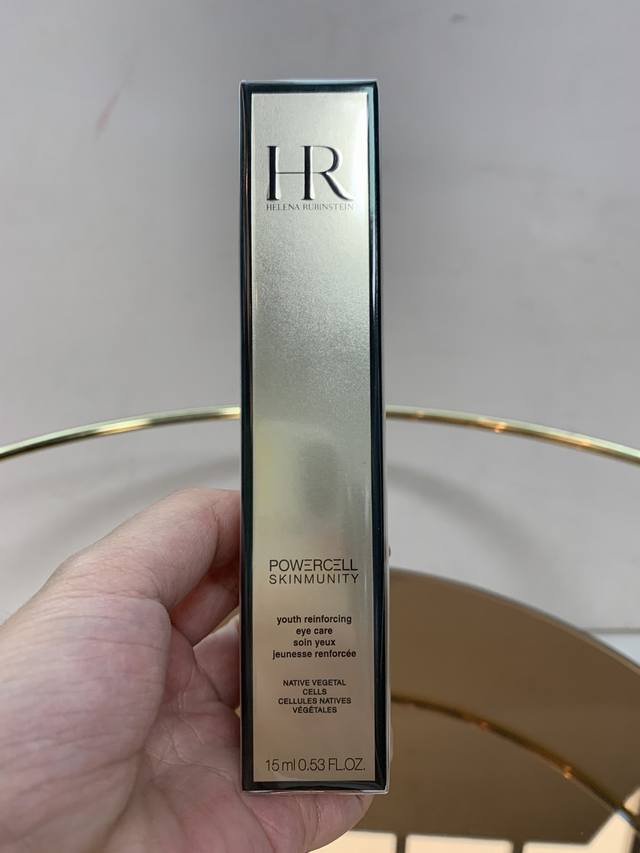 HR
HELENA RUBINSTEIN
POWERCELL
SKINMUNITY
youth reinforcing
eye care
soin yeux
jeunesse renforcée
NATIVE VEGETAL
CELLS
CELLULES NATIVES
VÉGÉTALES
15 ml 0.53 FL.OZ.